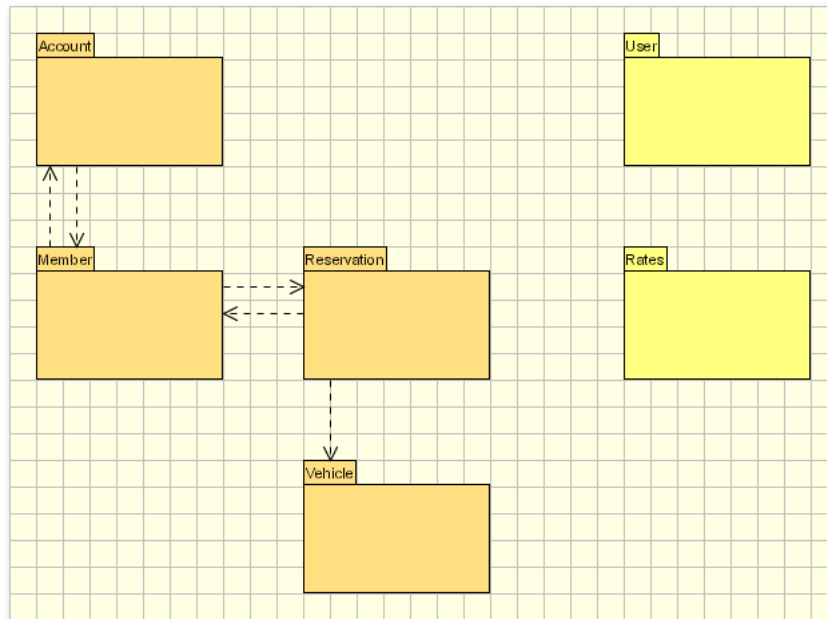 Account
User
Member
Reservation
Rates
Vehicle